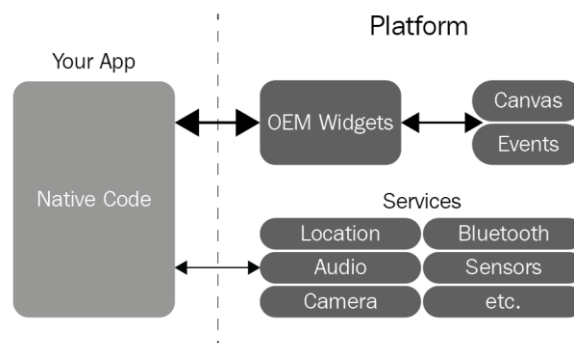 Platform
Your App
OEM Widgets
Canvas
Events
Native Code
Services
Location
Bluetooth
Audio
Sensors
Camera
etc.